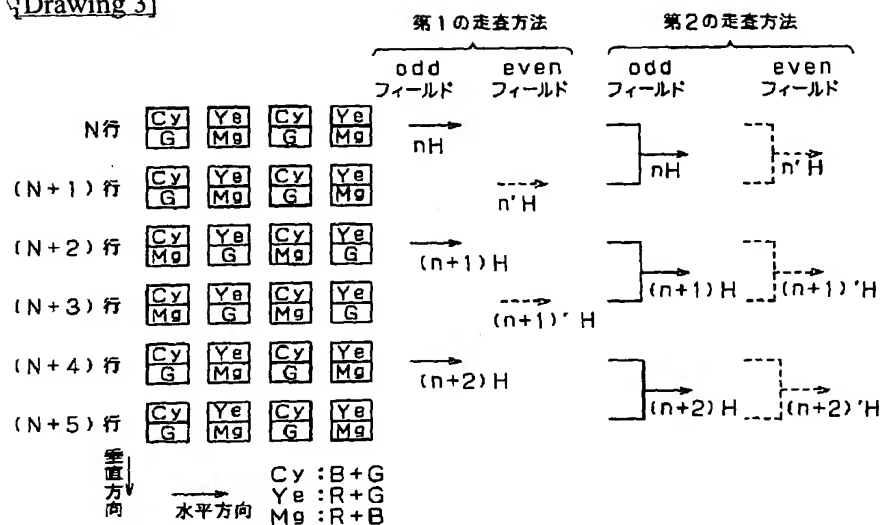 [Drawing 3]
第1の走査方法 第2の走査方法
odd even odd even
フィールド フィールド フィールド フィールド
N行 Cy Ye Cy Ye
G Mg G Mg
nH nH n'H
(N+1)行 Cy Ye Cy Ye
G Mg G Mg
n'H
(N+2)行 Cy Ye Cy Ye
Mg G Mg G
(n+1)H (n+1)H (n+1)'H
(N+3)行 Cy Ye Cy Ye
Mg G Mg G
(n+1)'H
(N+4)行 Cy Ye Cy Ye
G Mg G Mg
(n+2)H (n+2)H (n+2)'H
(N+5)行 Cy Ye Cy Ye
G Mg G Mg
垂直方向
水平方向
Cy:B+G
Ye:R+G
Mg:R+B